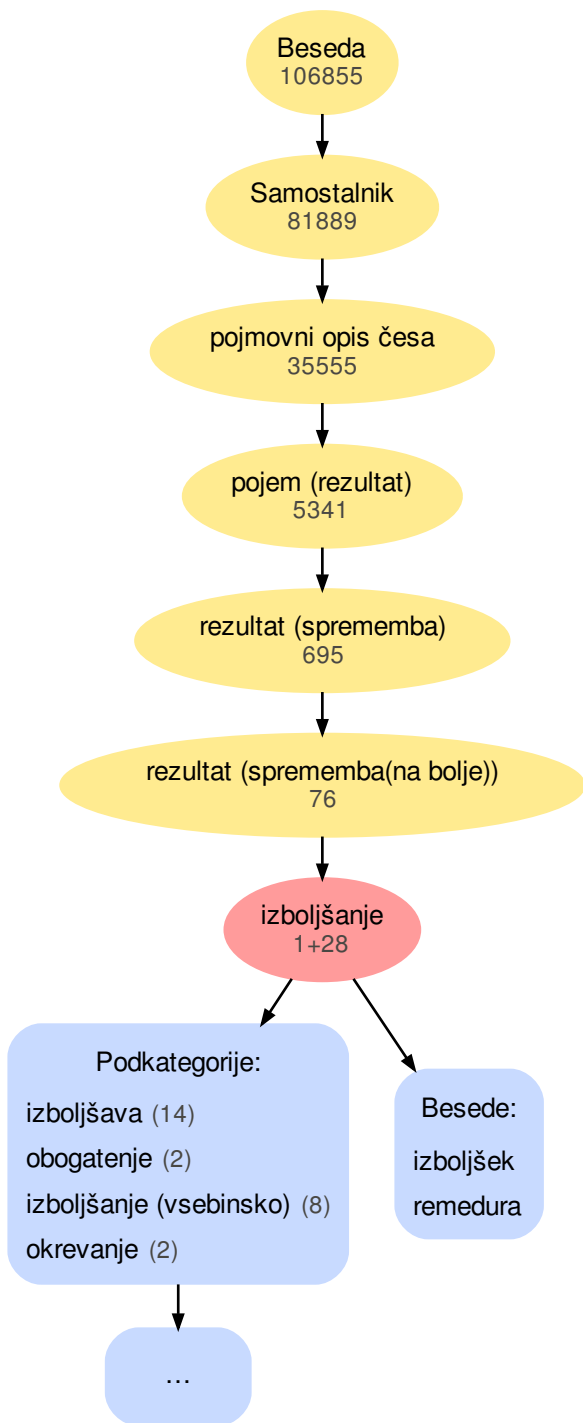 Beseda
106855
Samostalnik
81889
pojmovni opis česa
35555
pojem (rezultat)
5341
rezultat (sprememba)
695
rezultat (sprememba(na bolje))
76
izboljšanje
1+28
Podkategorije:
izboljšava (14)
obogatenje (2)
izboljšanje (vsebinsko) (8)
okrevanje (2)
Besede:
izboljšek
remedura
…